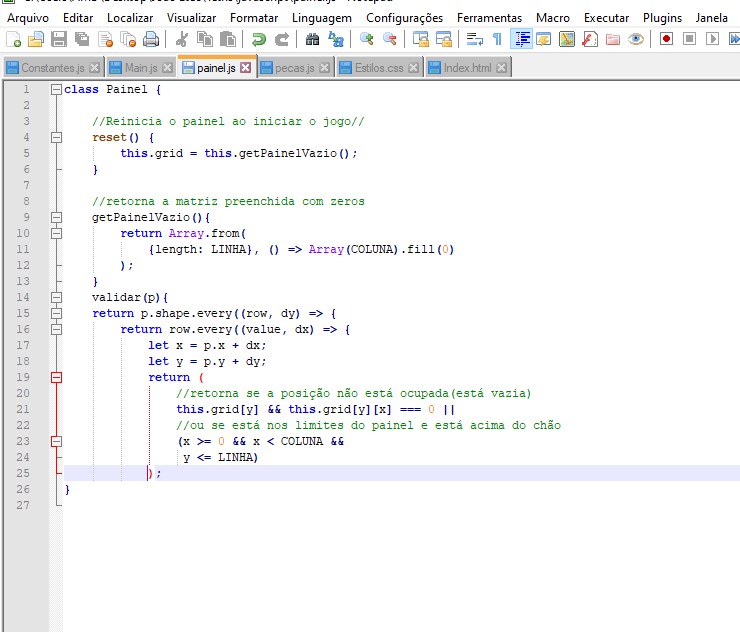 Arquivo Editar Localizar Visualizar Formatar Linguagem Configurações Ferramentas Macro Executar Plugins Janela
Constantes.js Main.js painel.js pecas.js Estilos.css Index.html
1 class Painel {
2
3 //Reinicia o painel ao iniciar o jogo//
4 reset() {
5 this.grid = this.getPainelVazio();
6 }
7
8 //retorna a matriz preenchida com zeros
9 getPainelVazio(){
10 return Array.from(
11 {length: LINHA}, () => Array(COLUNA).fill(0)
12 );
13 }
14 validar(p){
15 return p.shape.every((row, dy) => {
16 return row.every((value, dx) => {
17 let x = p.x + dx;
18 let y = p.y + dy;
19 return (
20 //retorna se a posição não está ocupada(está vazia)
21 this.grid[y] && this.grid[y][x] === 0 ||
22 //ou se está nos limites do painel e está acima do chão
23 (x >= 0 && x < COLUNA &&
24 y <= LINHA)
25 );
26 }
27